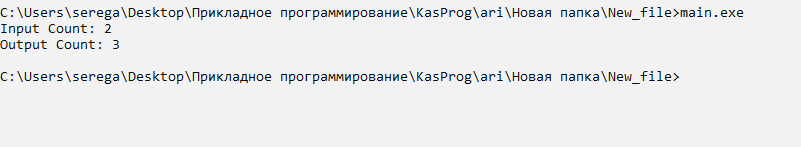 C:\Users\serega\Desktop\Прикладное программирование\KasProg\ari\Новая папка\New_file>main.exe
Input Count: 2
Output Count: 3
C:\Users\serega\Desktop\Прикладное программирование\KasProg\ari\Новая папка\New_file>